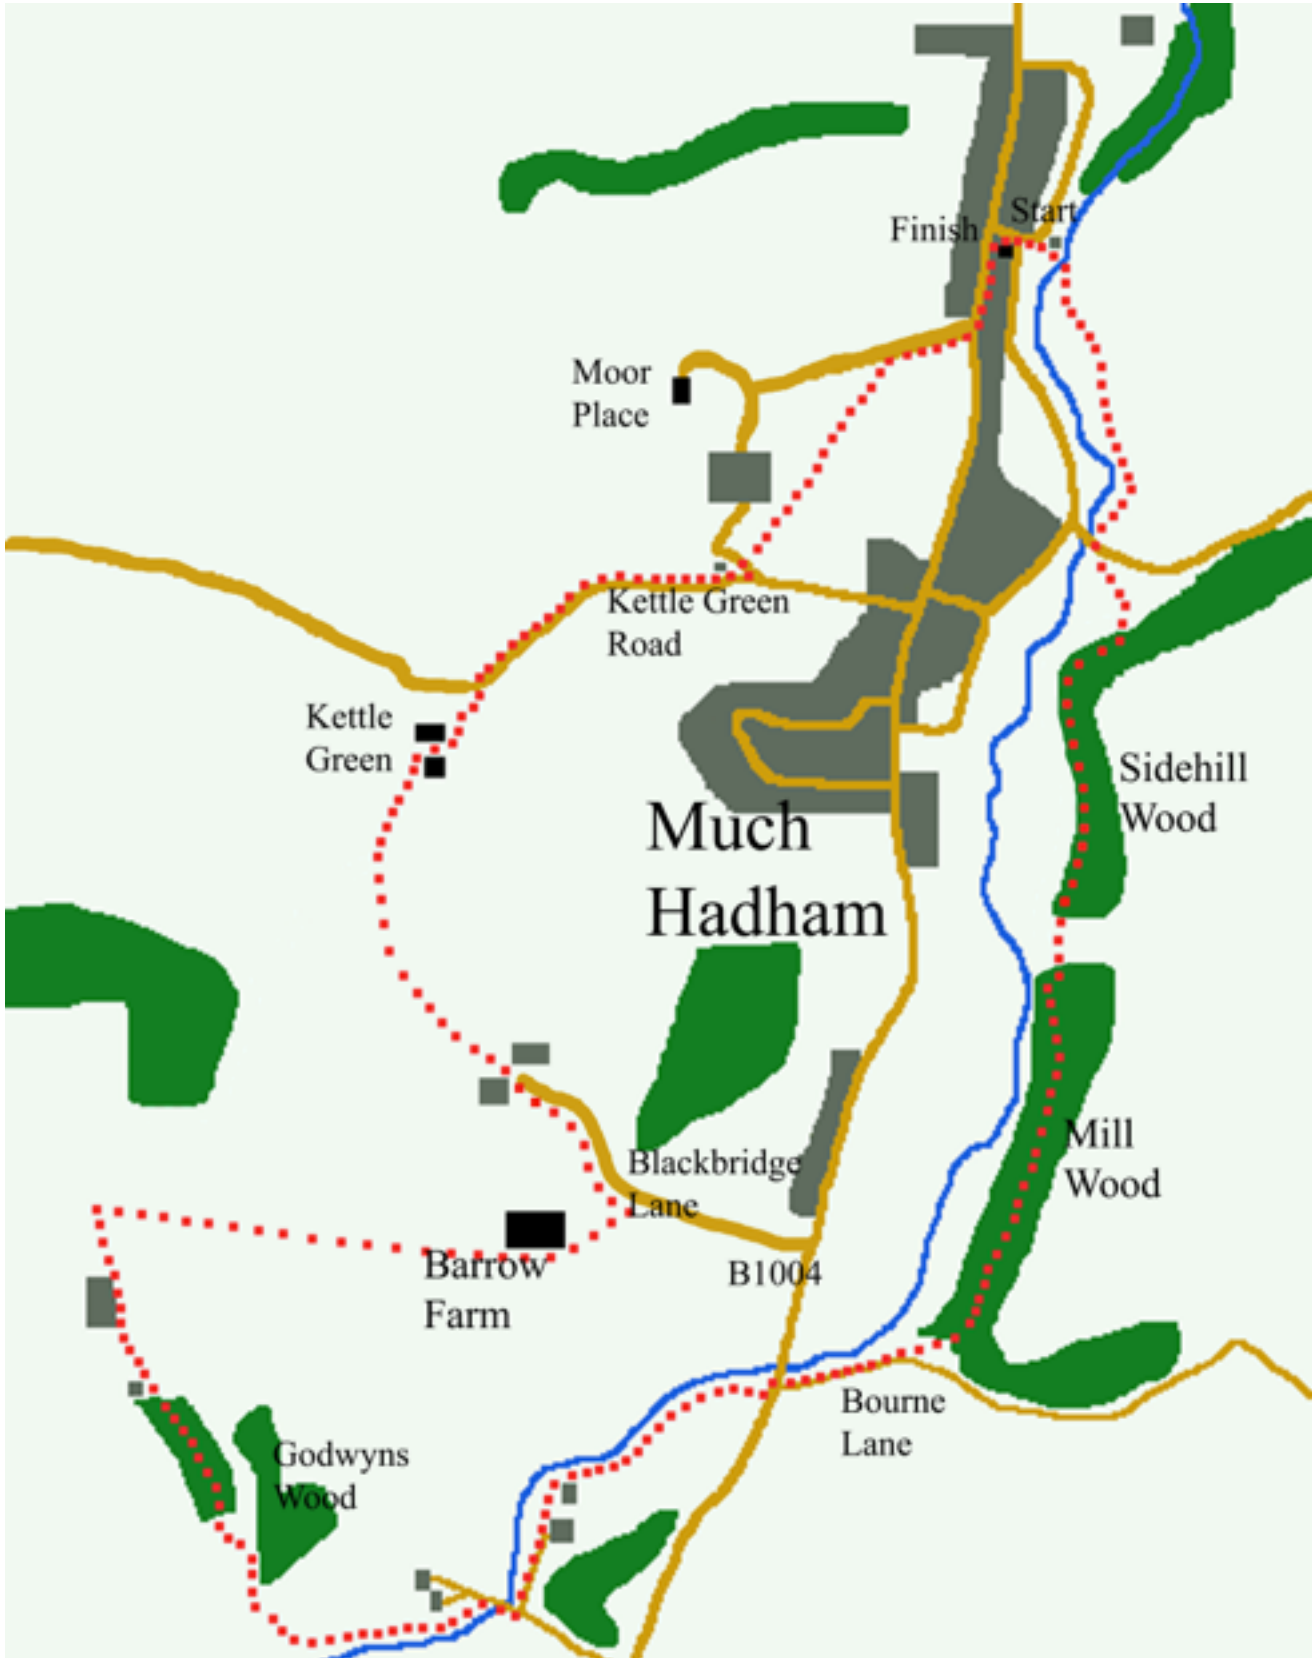 Start
Finish
Moor
Place
Kettle Green
Road
Kettle
Green
Sidehill
Wood
Much
Hadham
Mill
Wood
Blackbridge
Lane
Barrow
Farm
B1004
Bourne
Lane
Godwyns
Wood